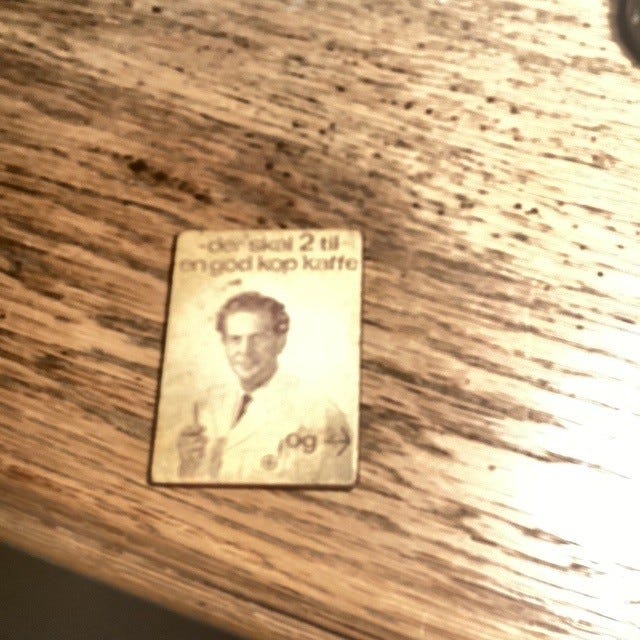 -der skal 2 til-
en god kop kaffe
og →